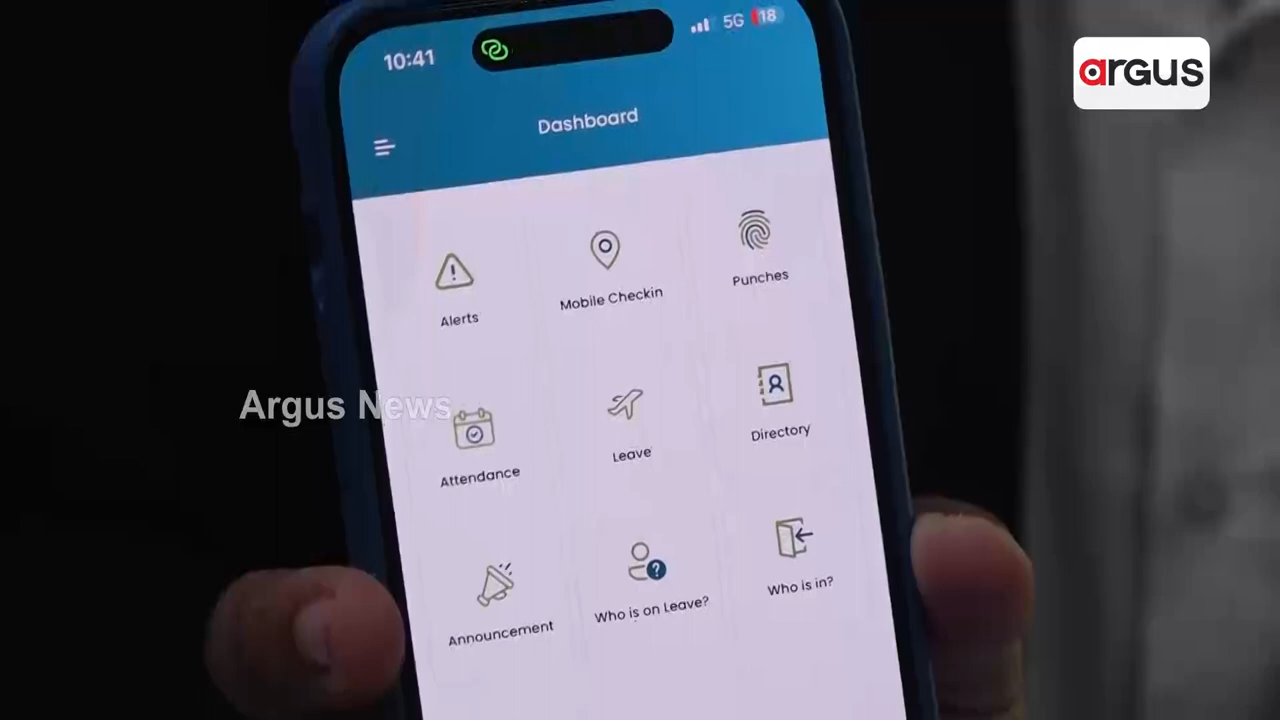 10:41
5G 18
argus
Dashboard
Alerts
Mobile Checkin
Punches
Argus News
Attendance
Leave
Directory
Announcement
Who is on Leave?
Who is in?